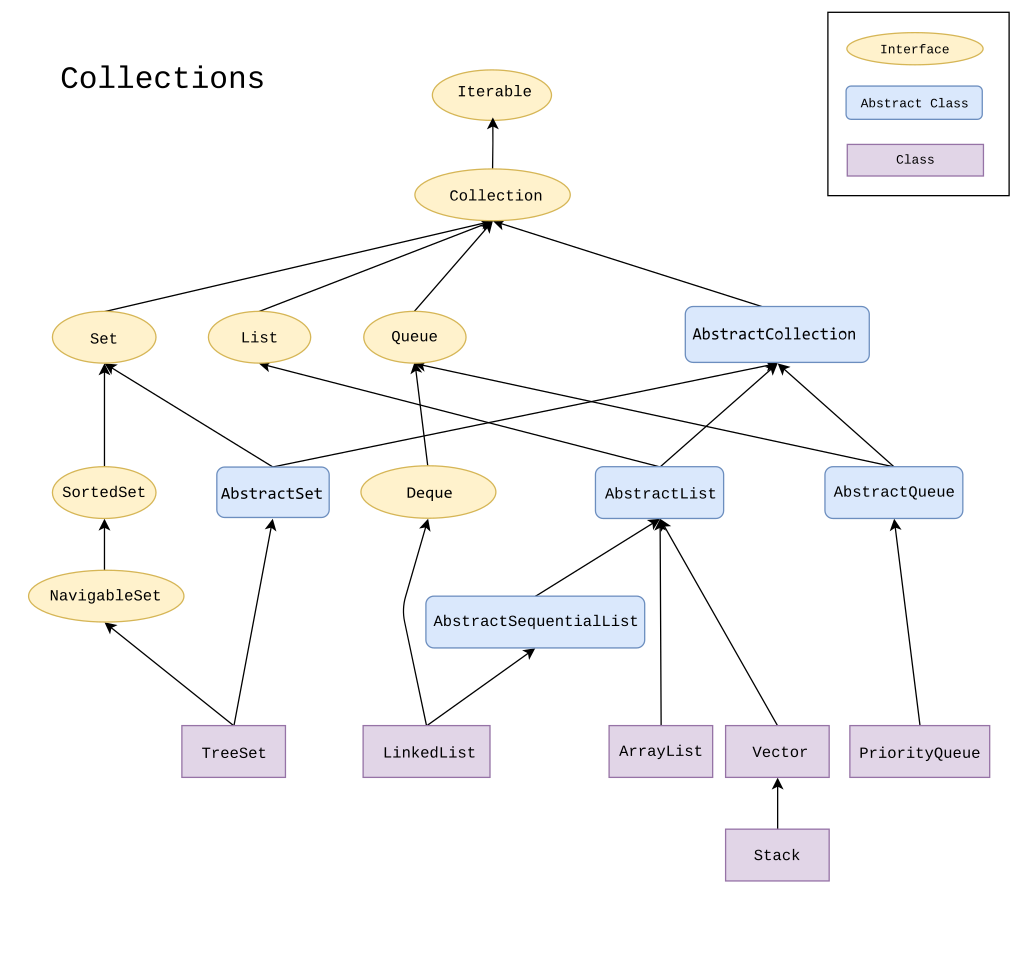 Collections
Interface
Abstract Class
Class
Iterable
Collection
Set
List
Queue
AbstractCollection
SortedSet
AbstractSet
Deque
AbstractList
AbstractQueue
NavigableSet
AbstractSequentialList
TreeSet
LinkedList
ArrayList
Vector
PriorityQueue
Stack